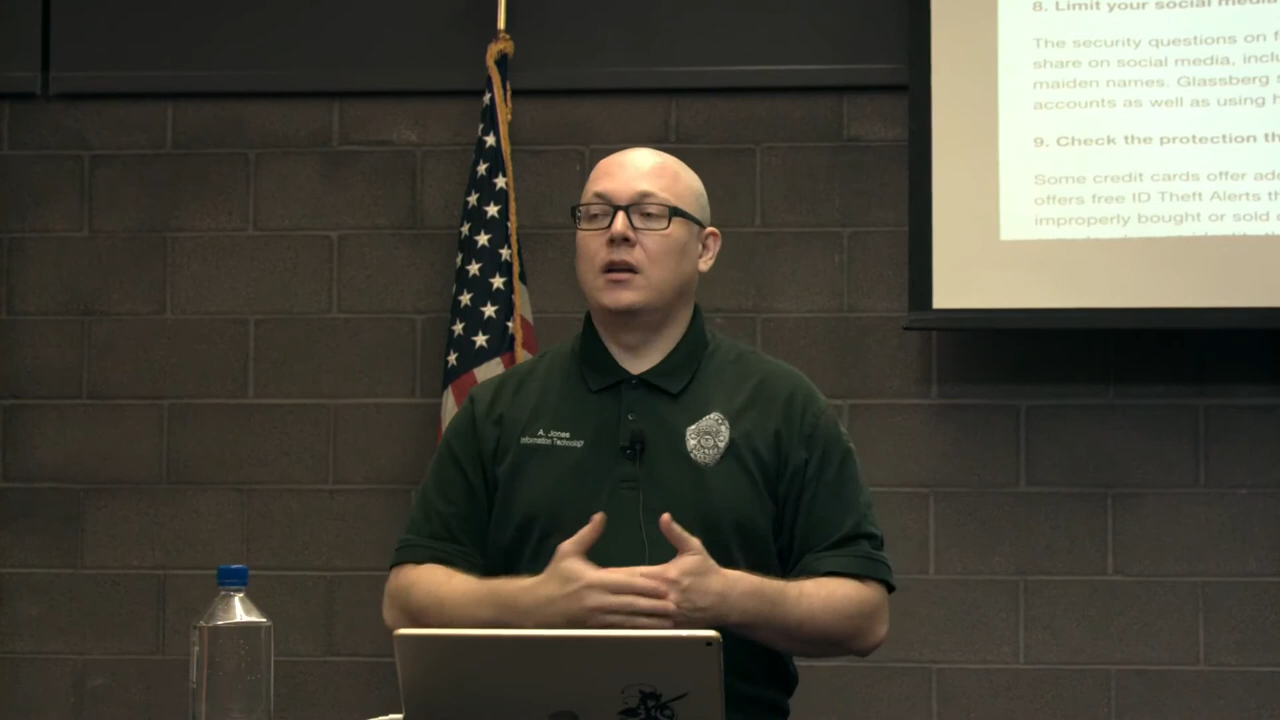 8. Limit your social media
The security questions on f
share on social media, inclu
maiden names. Glassberg s
accounts as well as using h
9. Check the protection th
Some credit cards offer add
offers free ID Theft Alerts th
improperly bought or sold
A. Jones
Information Technology